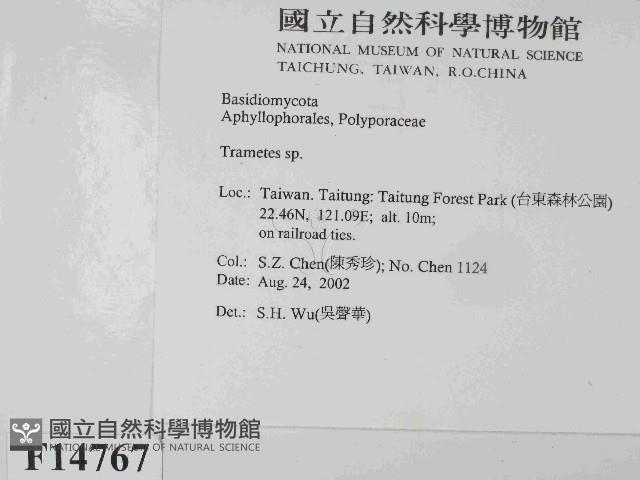 國立自然科學博物館
NATIONAL MUSEUM OF NATURAL SCIENCE
TAICHUNG, TAIWAN, R.O.CHINA
Basidiomycota
Aphyllophorales, Polyporaceae
Trametes sp.
Loc.: Taiwan. Taitung: Taitung Forest Park (台東森林公園)
22.46N, 121.09E; alt. 10m;
on railroad ties.
Col.: S.Z. Chen(陳秀珍); No. Chen 1124
Date: Aug. 24, 2002
Det.: S.H. Wu(吳聲華)
國立自然科學博物館
NATIONAL MUSEUM OF NATURAL SCIENCE
F14767